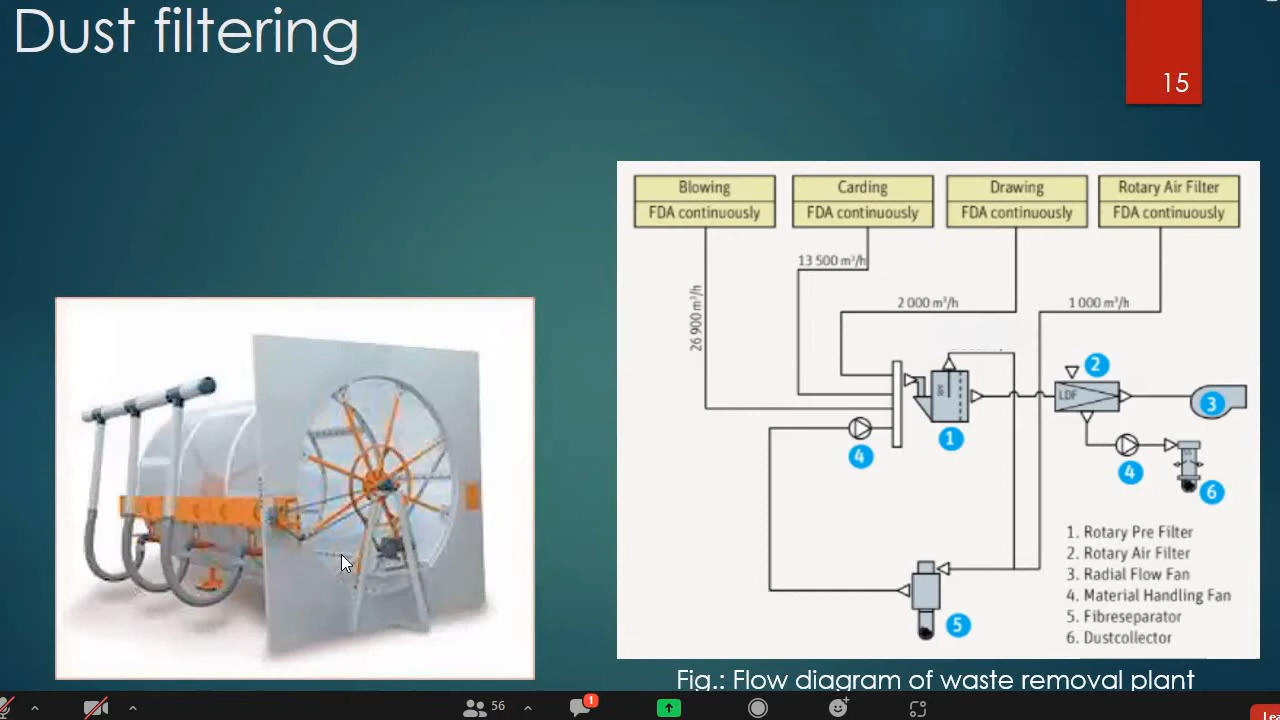 Dust filtering
15
Blowing
FDA continuously
Carding
FDA continuously
Drawing
FDA continuously
Rotary Air Filter
FDA continuously
13 500 m³/h
26 900 m³/h
2 000 m³/h
1 000 m³/h
2
LDF
3
1
4
4
6
5
1. Rotary Pre Filter
2. Rotary Air Filter
3. Radial Flow Fan
4. Material Handling Fan
5. Fibreseparator
6. Dustcollector
Fig.: Flow diagram of waste removal plant
56
1